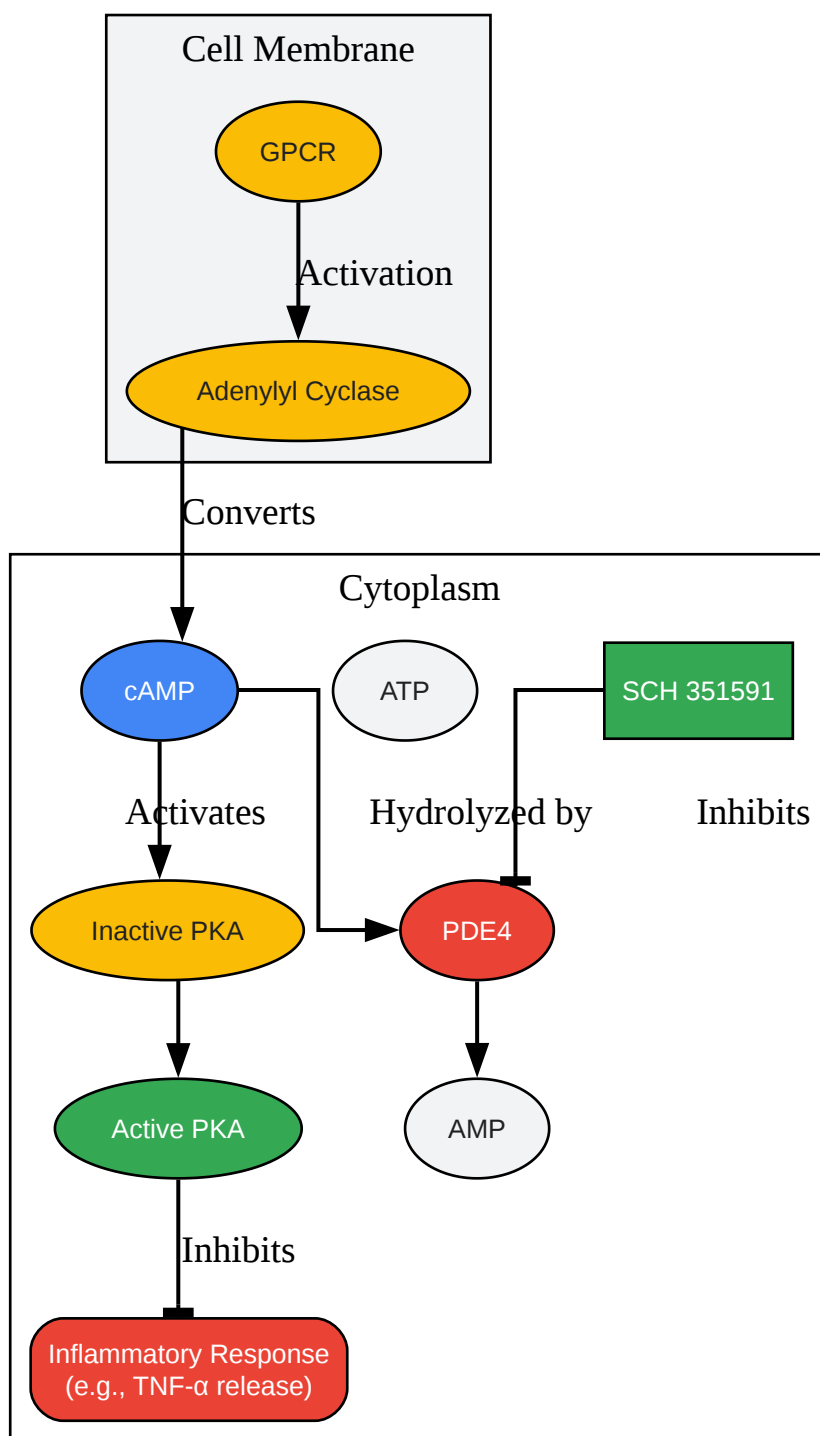 Cell Membrane
GPCR
Activation
Adenylyl Cyclase
Converts
Cytoplasm
cAMP
ATP
SCH 351591
Activates
Hydrolyzed by
Inhibits
Inactive PKA
PDE4
Active PKA
AMP
Inhibits
Inflammatory Response
(e.g., TNF-α release)